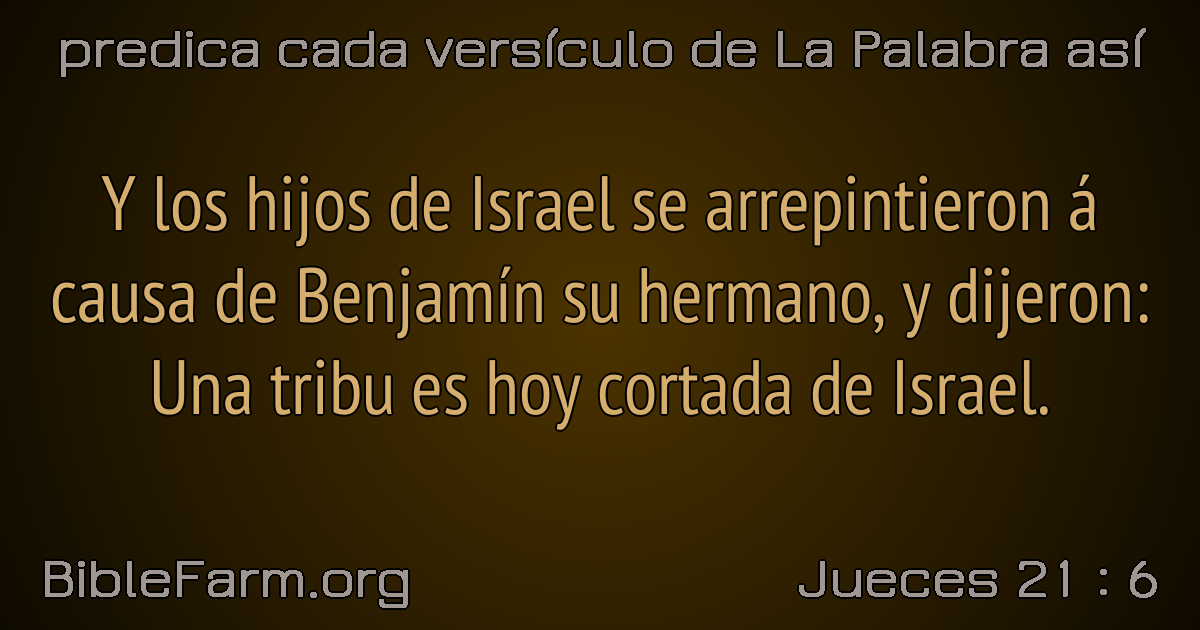 predica cada versículo de La Palabra así
Y los hijos de Israel se arrepintieron á
causa de Benjamín su hermano, y dijeron:
Una tribu es hoy cortada de Israel.
BibleFarm.org
Jueces 21 : 6